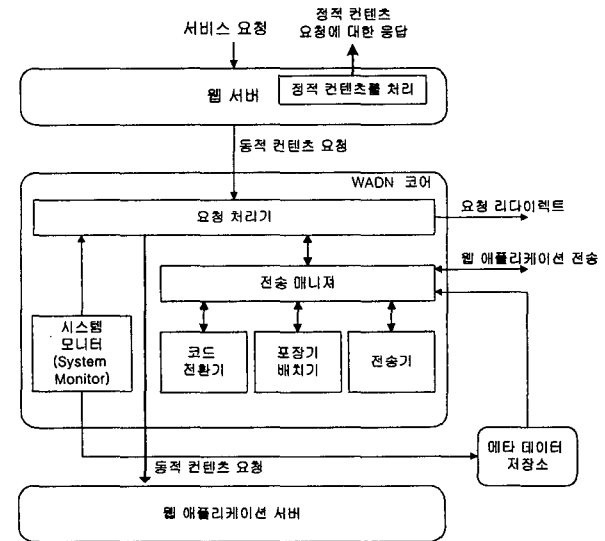 서비스 요청
정적 컨텐츠
요청에 대한 응답
웹 서버
정적 컨텐츠를 처리
동적 컨텐츠 요청
WADN 코어
요청 처리기
요청 리다이렉트
웹 애플리케이션 전송
전송 매니져
시스템
모니터
(System
Monitor)
코드
전환기
포장기
배치기
전송기
동적 컨텐츠 요청
메타 데이터
저장소
웹 애플리케이션 서버